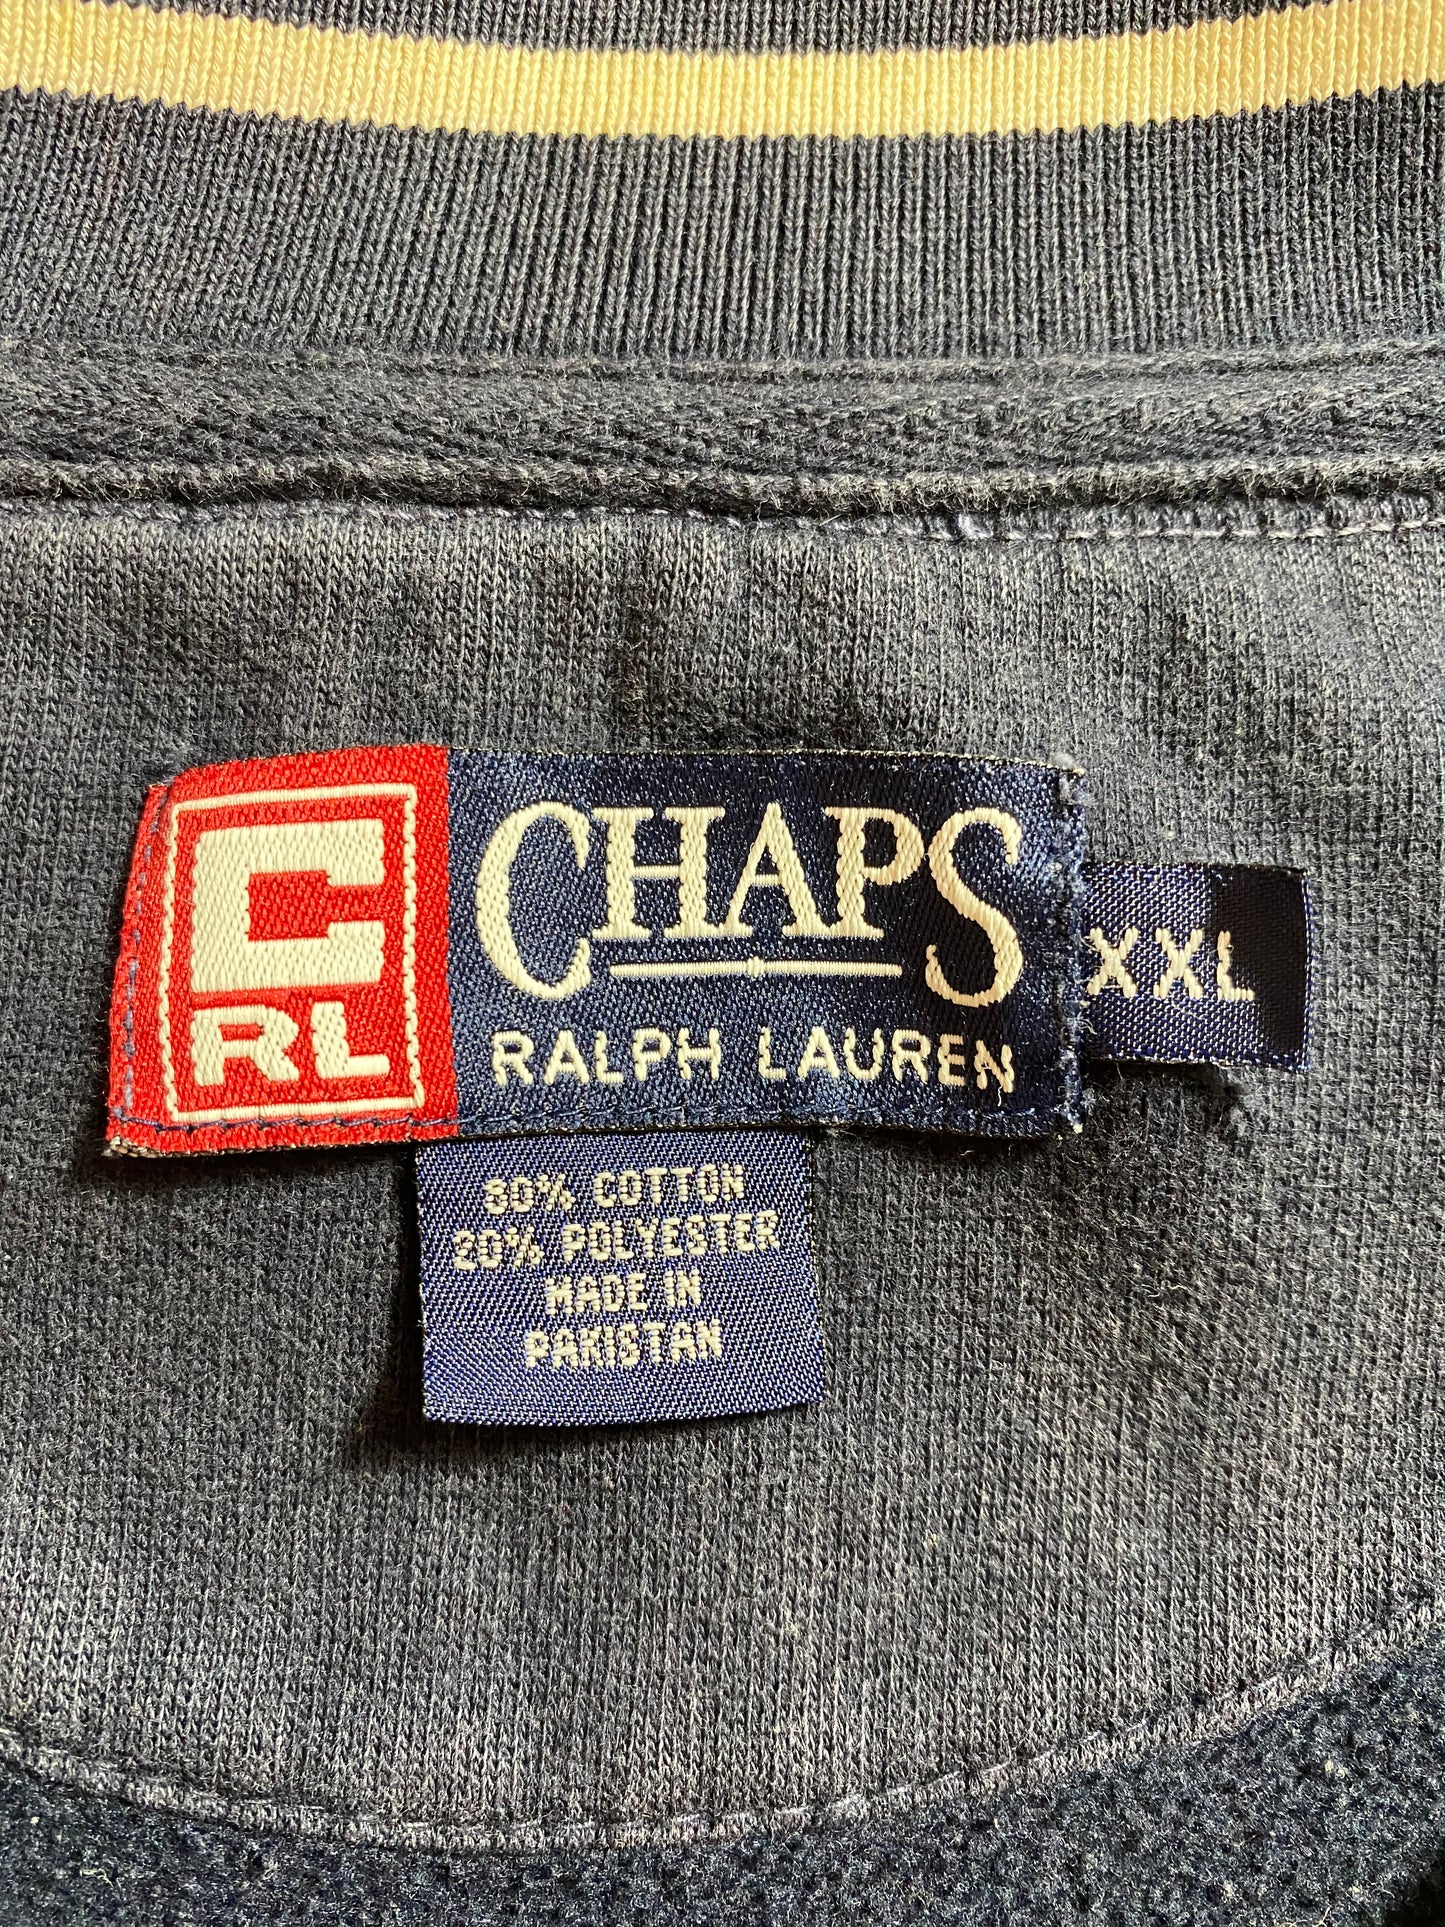 C
RL
CHAPS
RALPH LAUREN
XXL
80% COTTON
20% POLYESTER
MADE IN
PAKISTAN